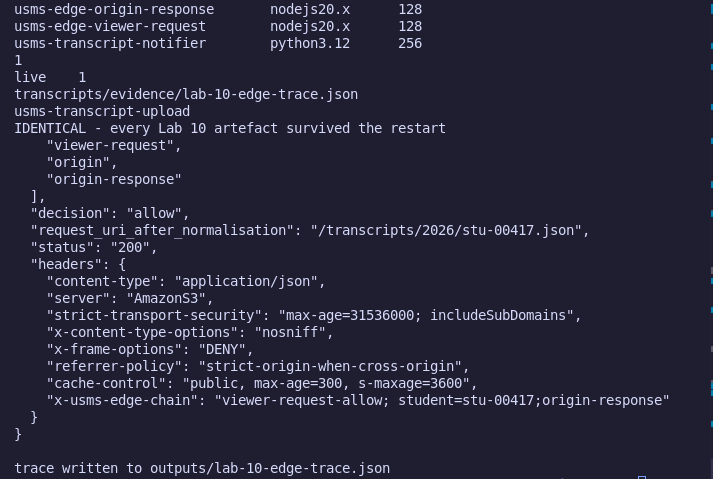 usms-edge-origin-response       nodejs20.x      128
usms-edge-viewer-request        nodejs20.x      128
usms-transcript-notifier        python3.12      256
1
live    1
transcripts/evidence/lab-10-edge-trace.json
usms-transcript-upload
IDENTICAL - every Lab 10 artefact survived the restart
    "viewer-request",
    "origin",
    "origin-response"
  ],
  "decision": "allow",
  "request_uri_after_normalisation": "/transcripts/2026/stu-00417.json",
  "status": "200",
  "headers": {
    "content-type": "application/json",
    "server": "AmazonS3",
    "strict-transport-security": "max-age=31536000; includeSubDomains",
    "x-content-type-options": "nosniff",
    "x-frame-options": "DENY",
    "referrer-policy": "strict-origin-when-cross-origin",
    "cache-control": "public, max-age=300, s-maxage=3600",
    "x-usms-edge-chain": "viewer-request-allow; student=stu-00417;origin-response"
  }
}
trace written to outputs/lab-10-edge-trace.json